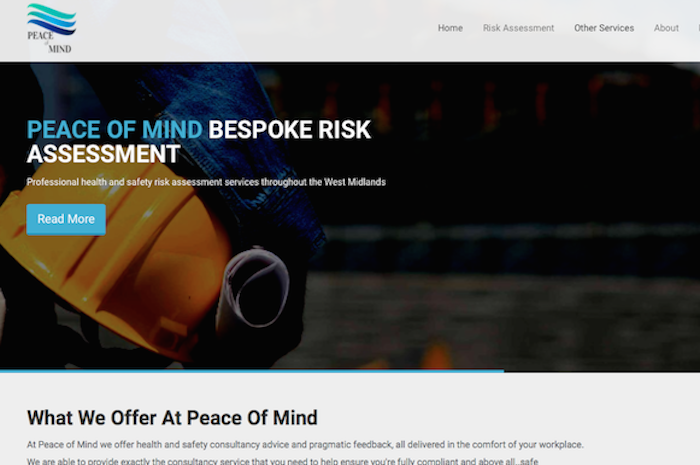 PEACE
of
MIND
Home Risk Assessment Other Services About
PEACE OF MIND BESPOKE RISK
ASSESSMENT
Professional health and safety risk assessment services throughout the West Midlands
Read More
What We Offer At Peace Of Mind
At Peace of Mind we offer health and safety consultancy advice and pragmatic feedback, all delivered in the comfort of your workplace.
We are able to provide exactly the consultancy service that you need to help ensure you're fully compliant and above all...safe